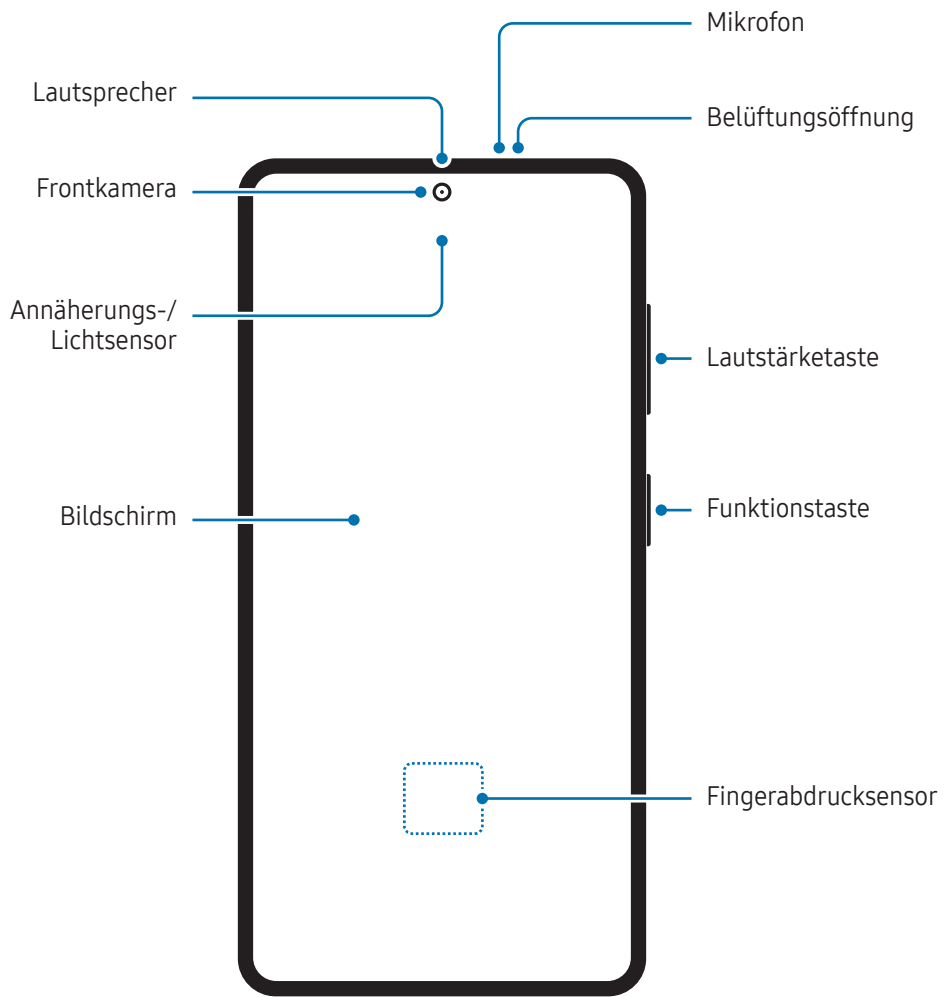 Mikrofon
Lautsprecher
Belüftungsöffnung
Frontkamera
Annäherungs-/
Lichtsensor
Lautstärketaste
Bildschirm
Funktionstaste
Fingerabdrucksensor